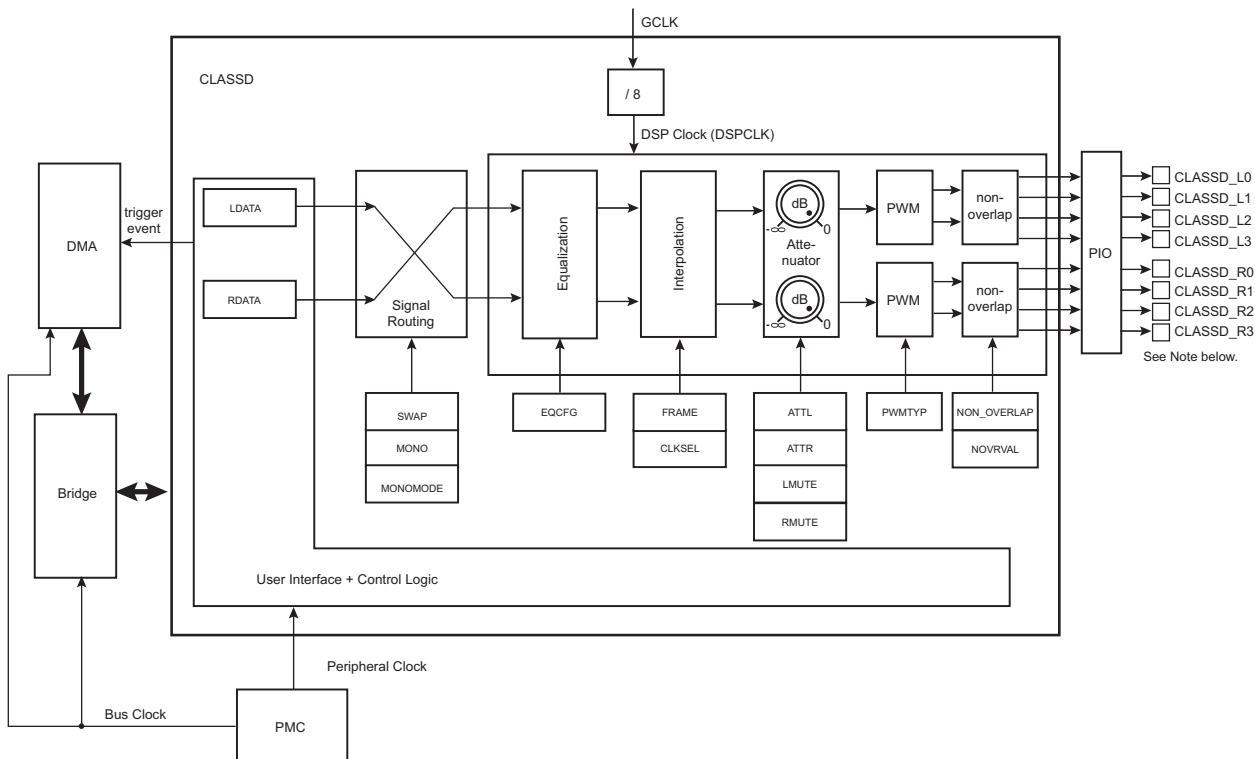 GCLK
CLASSD
/ 8
DSP Clock (DSPCLK)
DMA
trigger
event
LDATA
RDATA
Signal
Routing
Equalization
Interpolation
dB
-∞
0
Atte-
nuator
dB
-∞
0
PWM
PWM
non-
overlap
non-
overlap
PIO
CLASSD_L0
CLASSD_L1
CLASSD_L2
CLASSD_L3
CLASSD_R0
CLASSD_R1
CLASSD_R2
CLASSD_R3
See Note below.
SWAP
MONO
MONOMODE
EQCFG
FRAME
CLKSEL
ATTL
ATTR
LMUTE
RMUTE
PWMTYP
NON_OVERLAP
NOVRVAL
Bridge
User Interface + Control Logic
Peripheral Clock
Bus Clock
PMC